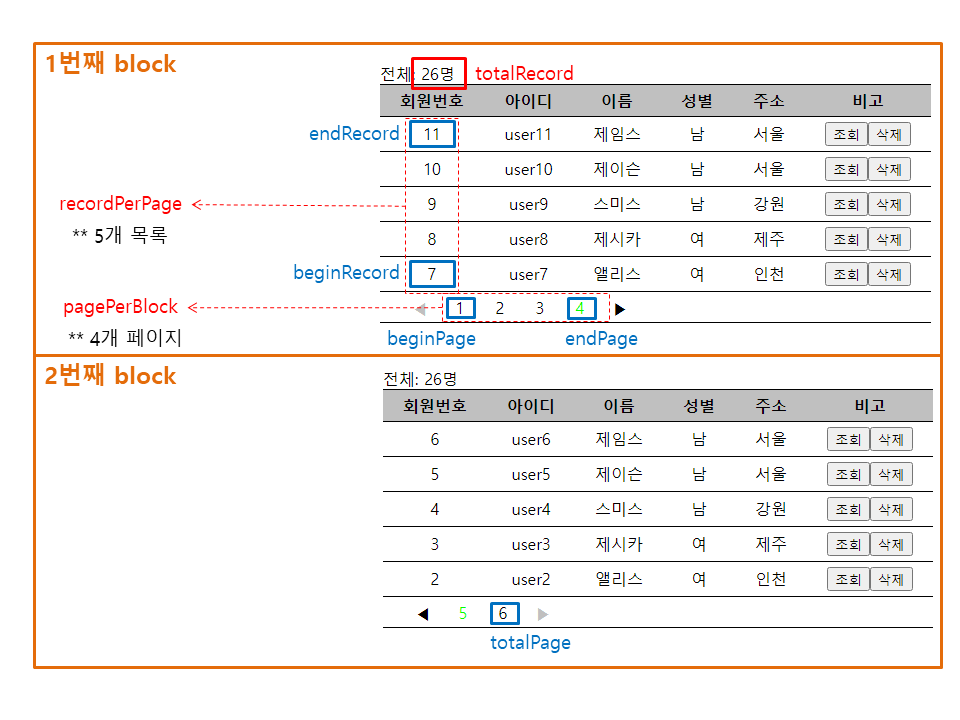 1번째 block
전체: 26명 totalRecord
회원번호 아이디 이름 성별 주소 비고
endRecord 11 user11 제임스 남 서울 조회 삭제
10 user10 제이슨 남 서울 조회 삭제
recordPerPage 9 user9 스미스 남 강원 조회 삭제
** 5개 목록 8 user8 제시카 여 제주 조회 삭제
beginRecord 7 user7 앨리스 여 인천 조회 삭제
pagePerBlock ◀ 1 2 3 4 ▶
** 4개 페이지 beginPage endPage
2번째 block
전체: 26명
회원번호 아이디 이름 성별 주소 비고
6 user6 제임스 남 서울 조회 삭제
5 user5 제이슨 남 서울 조회 삭제
4 user4 스미스 남 강원 조회 삭제
3 user3 제시카 여 제주 조회 삭제
2 user2 앨리스 여 인천 조회 삭제
◀ 5 6 ▶
totalPage